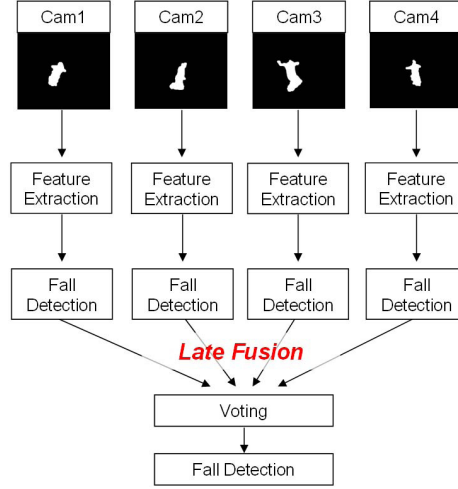 Cam1 Cam2 Cam3 Cam4
Feature Extraction
Feature Extraction
Feature Extraction
Feature Extraction
Fall Detection
Fall Detection
Fall Detection
Fall Detection
Late Fusion
Voting
Fall Detection